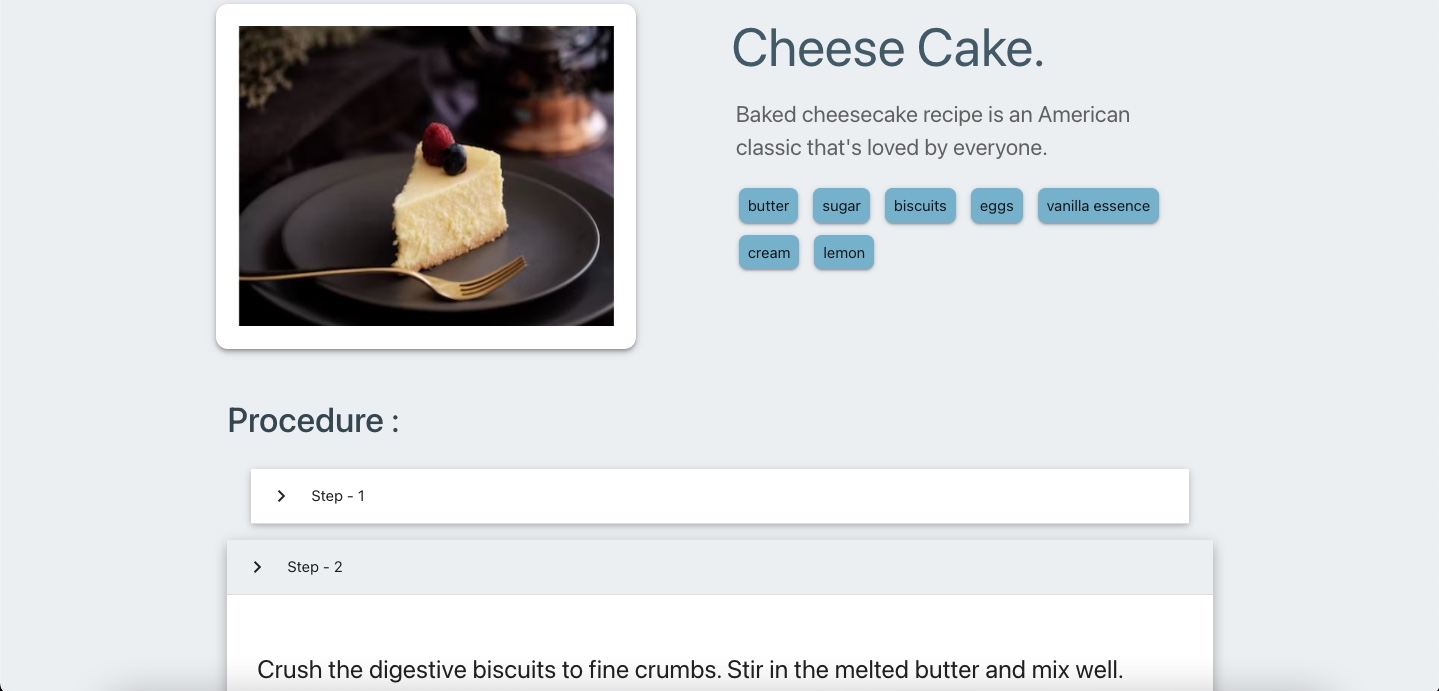 Cheese Cake.
Baked cheesecake recipe is an American
classic that's loved by everyone.
butter sugar biscuits eggs vanilla essence
cream lemon
Procedure :
Step - 1
Step - 2
Crush the digestive biscuits to fine crumbs. Stir in the melted butter and mix well.